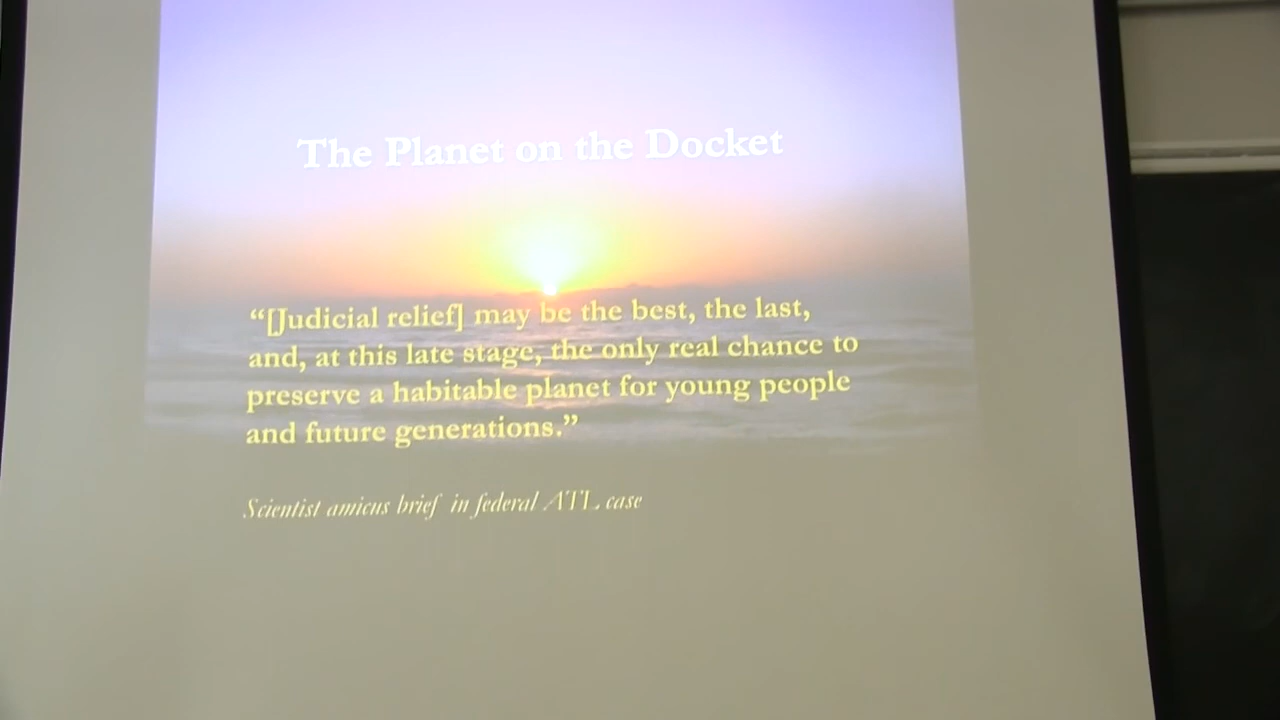 The Planet on the Docket
“[Judicial relief] may be the best, the last,
and, at this late stage, the only real chance to
preserve a habitable planet for young people
and future generations.”
Scientist amicus brief in federal ATL case